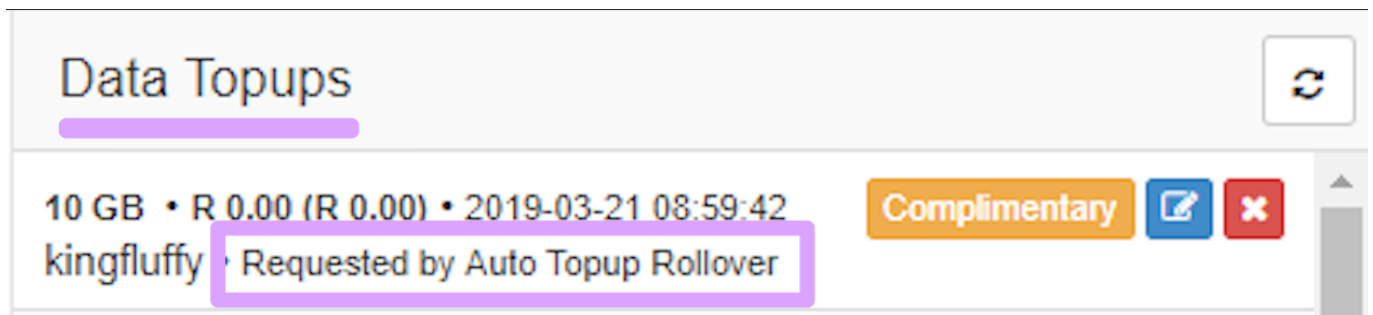 Data Topups
10 GB • R 0.00 (R 0.00) • 2019-03-21 08:59:42
Complimentary
kingfluffy • Requested by Auto Topup Rollover